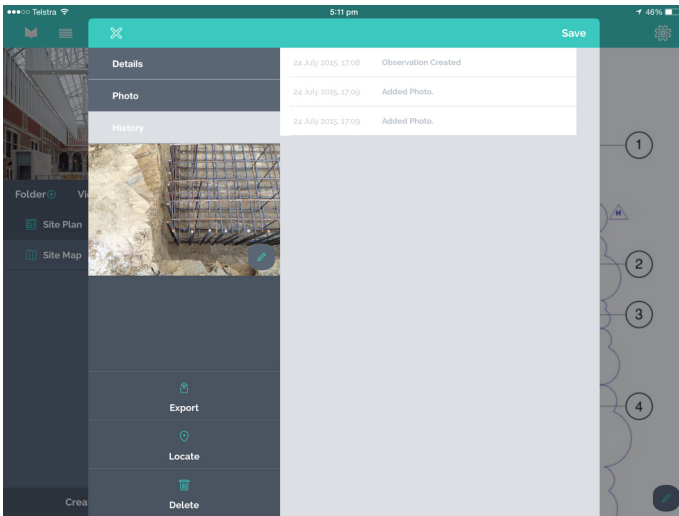 Telstra
5:11 pm
46%
Save
Details
Photo
History
24 July 2015, 17:08 Observation Created
24 July 2015, 17:09 Added Photo.
24 July 2015, 17:09 Added Photo.
Folder
Vi
Site Plan
Site Map
Export
Locate
Delete
Crea
1
H
2
3
4